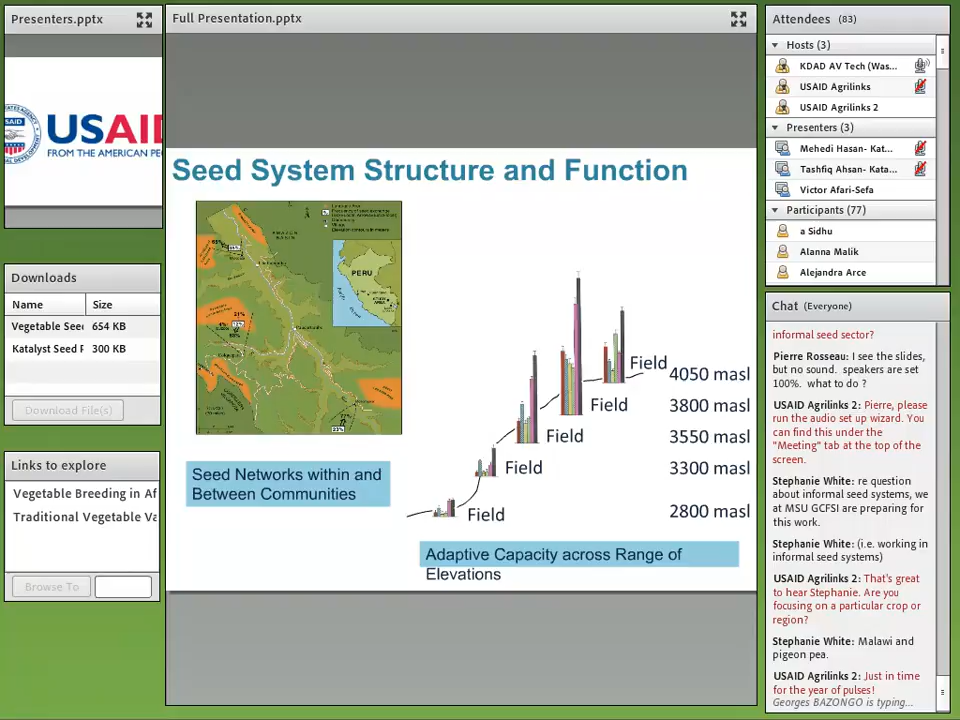 Presenters.pptx
USAID
FROM THE AMERICAN PE
Downloads
Name Size
Vegetable Seed 654 KB
Katalyst Seed F 300 KB
Download File(s)
Links to explore
Vegetable Breeding in Af
Traditional Vegetable Va
Browse To
Full Presentation.pptx
Seed System Structure and Function
PERU
Seed Networks within and
Between Communities
Field
4050 masl
Field
3800 masl
Field
3550 masl
Field
3300 masl
Field
2800 masl
Adaptive Capacity across Range of
Elevations
Attendees (83)
Hosts (3)
KDAD AV Tech (Was...
USAID Agrilinks
USAID Agrilinks 2
Presenters (3)
Mehedi Hasan- Kat...
Tashfiq Ahsan- Kata...
Victor Afari-Sefa
Participants (77)
a Sidhu
Alanna Malik
Alejandra Arce
Chat (Everyone)
informal seed sector?
Pierre Rosseau: I see the slides,
but no sound. speakers are set
100%. what to do ?
USAID Agrilinks 2: Pierre, please
run the audio set up wizard. You
can find this under the
"Meeting" tab at the top of the
screen.
Stephanie White: re question
about informal seed systems, we
at MSU GCFSI are preparing for
this work.
Stephanie White: (i.e. working in
informal seed systems)
USAID Agrilinks 2: That's great
to hear Stephanie. Are you
focusing on a particular crop or
region?
Stephanie White: Malawi and
pigeon pea.
USAID Agrilinks 2: Just in time
for the year of pulses!
Georges BAZONGO is typing...